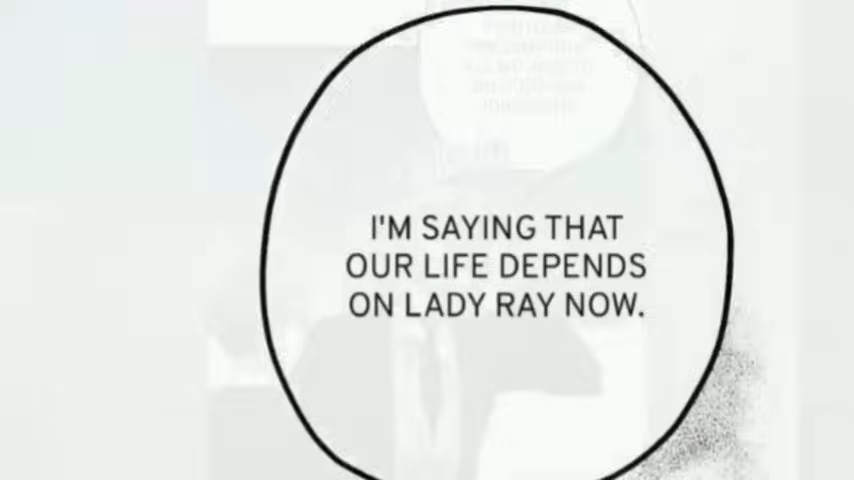 I'M SAYING THAT
OUR LIFE DEPENDS
ON LADY RAY NOW.